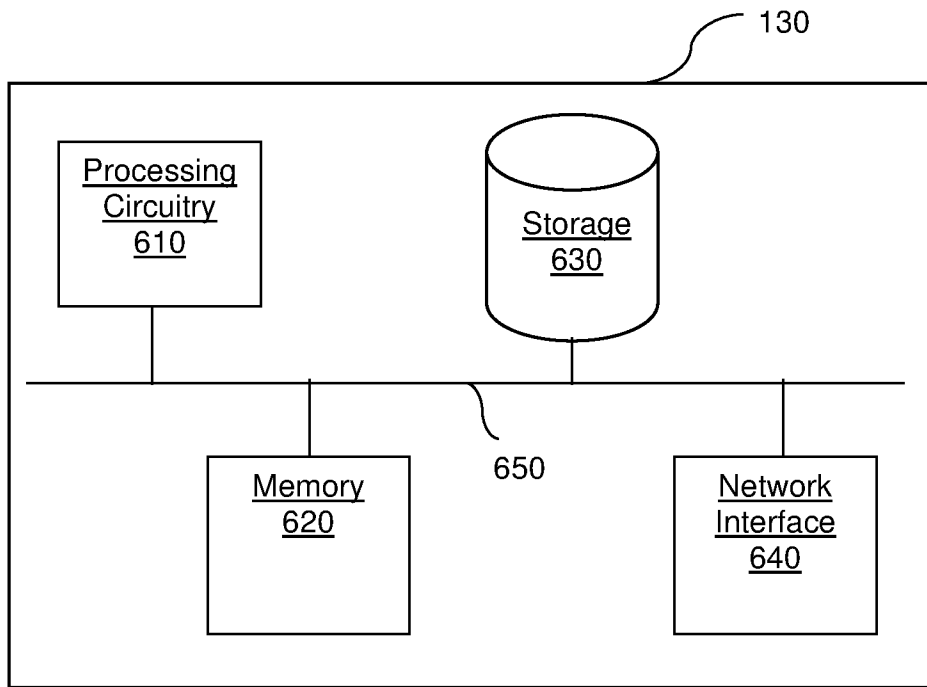 130
Processing
Circuitry
610
Storage
630
650
Memory
620
Network
Interface
640